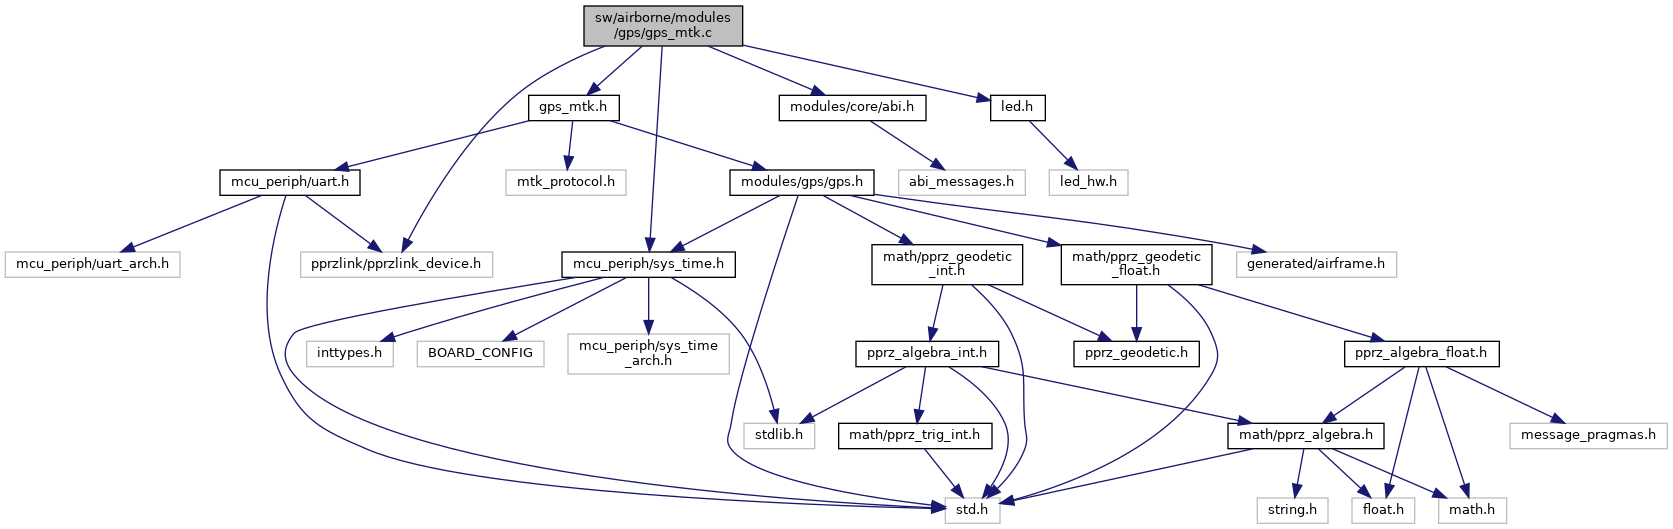 sw/airborne/modules
/gps/gps_mtk.c
gps_mtk.h
modules/core/abi.h
led.h
mcu_periph/uart.h
mtk_protocol.h
modules/gps/gps.h
abi_messages.h
led_hw.h
mcu_periph/uart_arch.h
pprzlink/pprzlink_device.h
mcu_periph/sys_time.h
math/pprz_geodetic
_int.h
math/pprz_geodetic
_float.h
generated/airframe.h
inttypes.h
BOARD_CONFIG
mcu_periph/sys_time
_arch.h
pprz_algebra_int.h
pprz_geodetic.h
pprz_algebra_float.h
stdlib.h
math/pprz_trig_int.h
math/pprz_algebra.h
message_pragmas.h
std.h
string.h
float.h
math.h